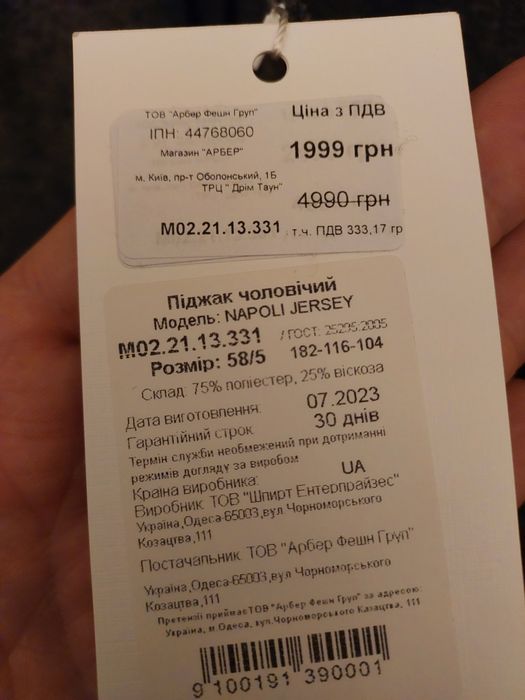 ТОВ "Арбер Фешн Груп"
Ціна з ПДВ
ІПН: 44768060
Магазин "АРБЕР"
1999 грн
м. Київ, пр-т Оболонський, 1Б
ТРЦ " Дрім Таун"
4990 грн
М02.21.13.331
т.ч. ПДВ 333,17 гр
Піджак чоловічий
Модель: NAPOLI JERSEY
М02.21.13.331 / ГОСТ: 25295:2005
Розмір: 58/5 182-116-104
Склад: 75% поліестер, 25% віскоза
Дата виготовлення: 07.2023
Гарантійний строк 30 днів
Термін служби необмежений при дотриманні
режимів догляду за виробом
Країна виробника: UA
Виробник: ТОВ "Шпирт Ентерпрайзес"
Україна,Одеса-65003,вул Чорноморського
Козацтва,111
Постачальник ТОВ "Арбер Фешн Груп"
Україна,Одеса-65003,вул Чорноморського
Козацтва,111
Претензії приймає ТОВ "Арбер Фешн Груп" за адресою:
Україна, м.Одеса, вул.Чорноморського Козацтва, 111
9 100191 390001